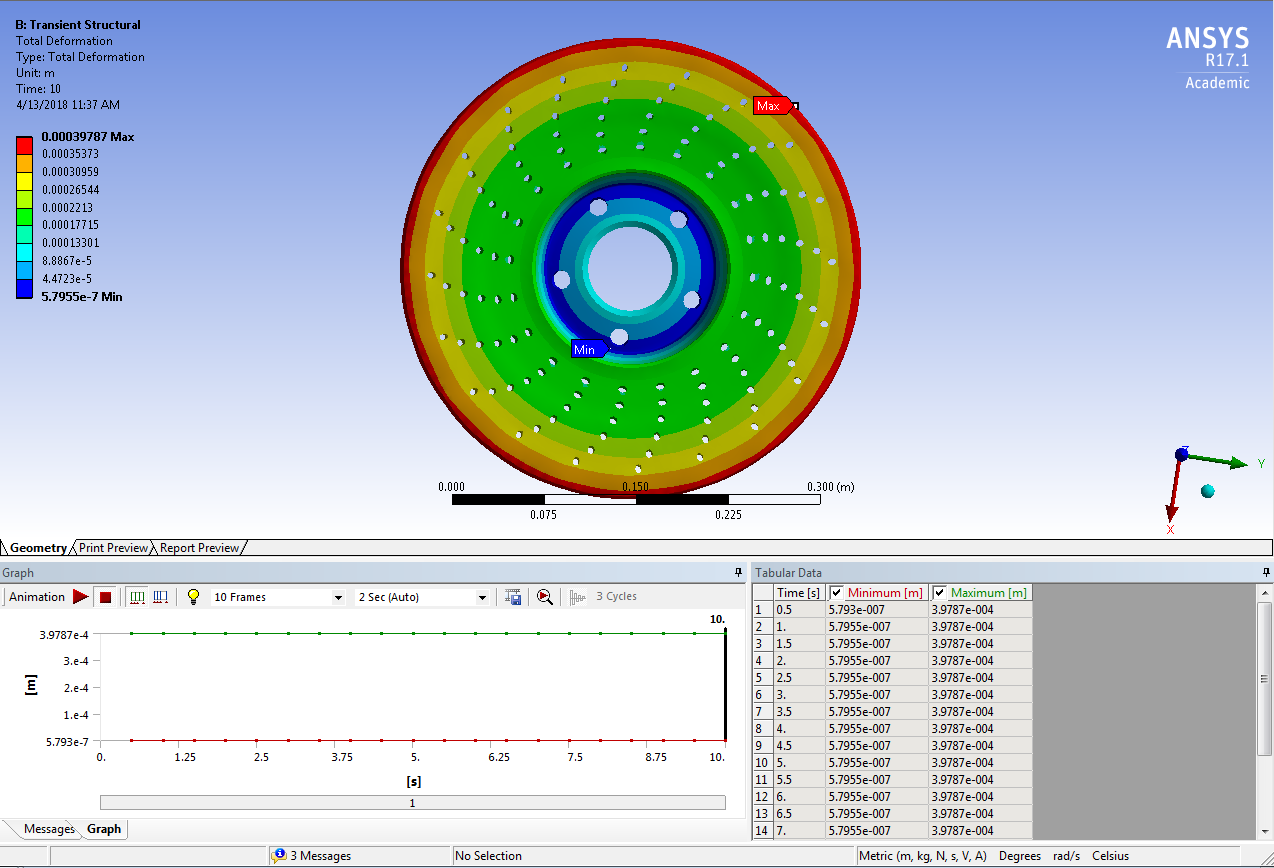 B: Transient Structural
Total Deformation
Type: Total Deformation
Unit: m
Time: 10
4/13/2018 11:37 AM
ANSYS
R17.1
Academic
0.00039787 Max
0.00035373
0.00030959
0.00026544
0.0002213
0.00017715
0.00013301
8.8867e-5
4.4723e-5
5.7955e-7 Min
Max
Min
0.000
0.150
0.300 (m)
0.075
0.225
Z
Y
X
Geometry Print Preview Report Preview
Graph
Animation 10 Frames 2 Sec (Auto) 3 Cycles
10.
3.9787e-4
3.e-4
2.e-4
1.e-4
5.793e-7
[m]
0. 1.25 2.5 3.75 5. 6.25 7.5 8.75 10.
[s]
1
Messages Graph
Tabular Data
Time [s] Minimum [m] Maximum [m]
1 0.5 5.793e-007 3.9787e-004
2 1. 5.7955e-007 3.9787e-004
3 1.5 5.7955e-007 3.9787e-004
4 2. 5.7955e-007 3.9787e-004
5 2.5 5.7955e-007 3.9787e-004
6 3. 5.7955e-007 3.9787e-004
7 3.5 5.7955e-007 3.9787e-004
8 4. 5.7955e-007 3.9787e-004
9 4.5 5.7955e-007 3.9787e-004
10 5. 5.7955e-007 3.9787e-004
11 5.5 5.7955e-007 3.9787e-004
12 6. 5.7955e-007 3.9787e-004
13 6.5 5.7955e-007 3.9787e-004
14 7. 5.7955e-007 3.9787e-004
3 Messages No Selection Metric (m, kg, N, s, V, A) Degrees rad/s Celsius